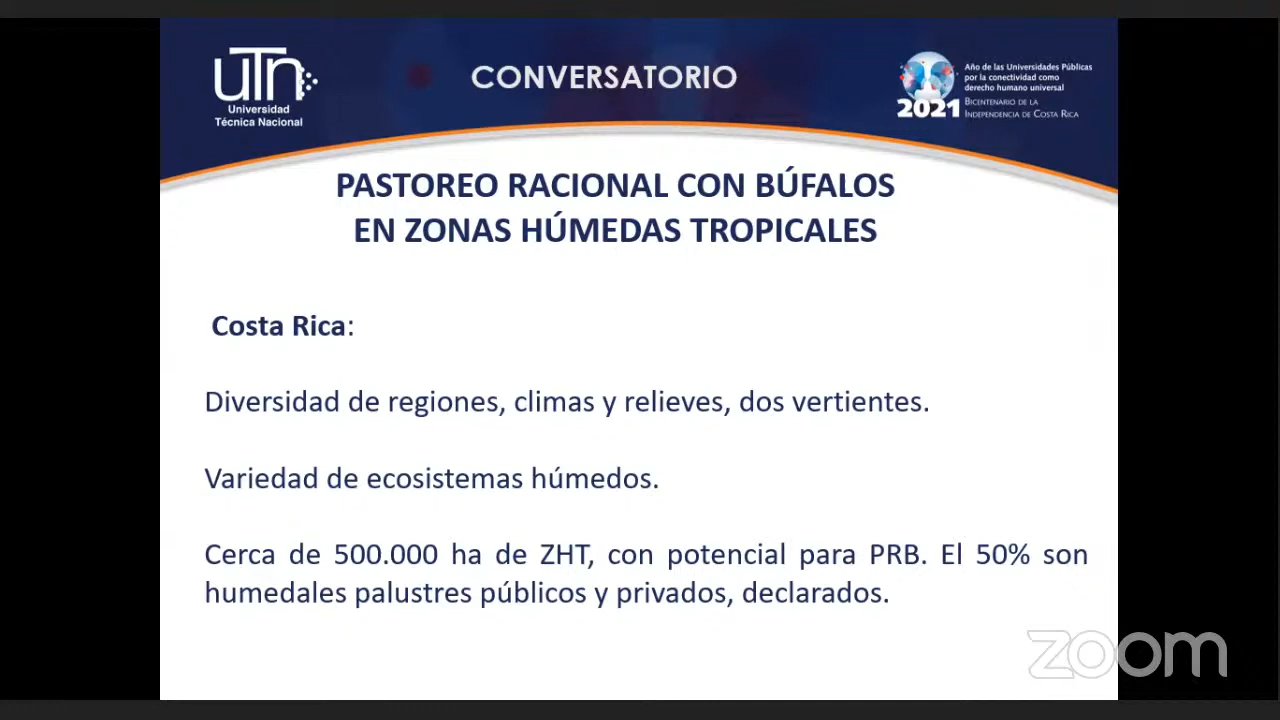 UTn
Universidad
Técnica Nacional
CONVERSATORIO
2021
Año de las Universidades Públicas
por la conectividad como
derecho humano universal
BICENTENARIO DE LA
INDEPENDENCIA DE COSTA RICA
PASTOREO RACIONAL CON BÚFALOS
EN ZONAS HÚMEDAS TROPICALES
Costa Rica:
Diversidad de regiones, climas y relieves, dos vertientes.
Variedad de ecosistemas húmedos.
Cerca de 500.000 ha de ZHT, con potencial para PRB. El 50% son
humedales palustres públicos y privados, declarados.
zoom